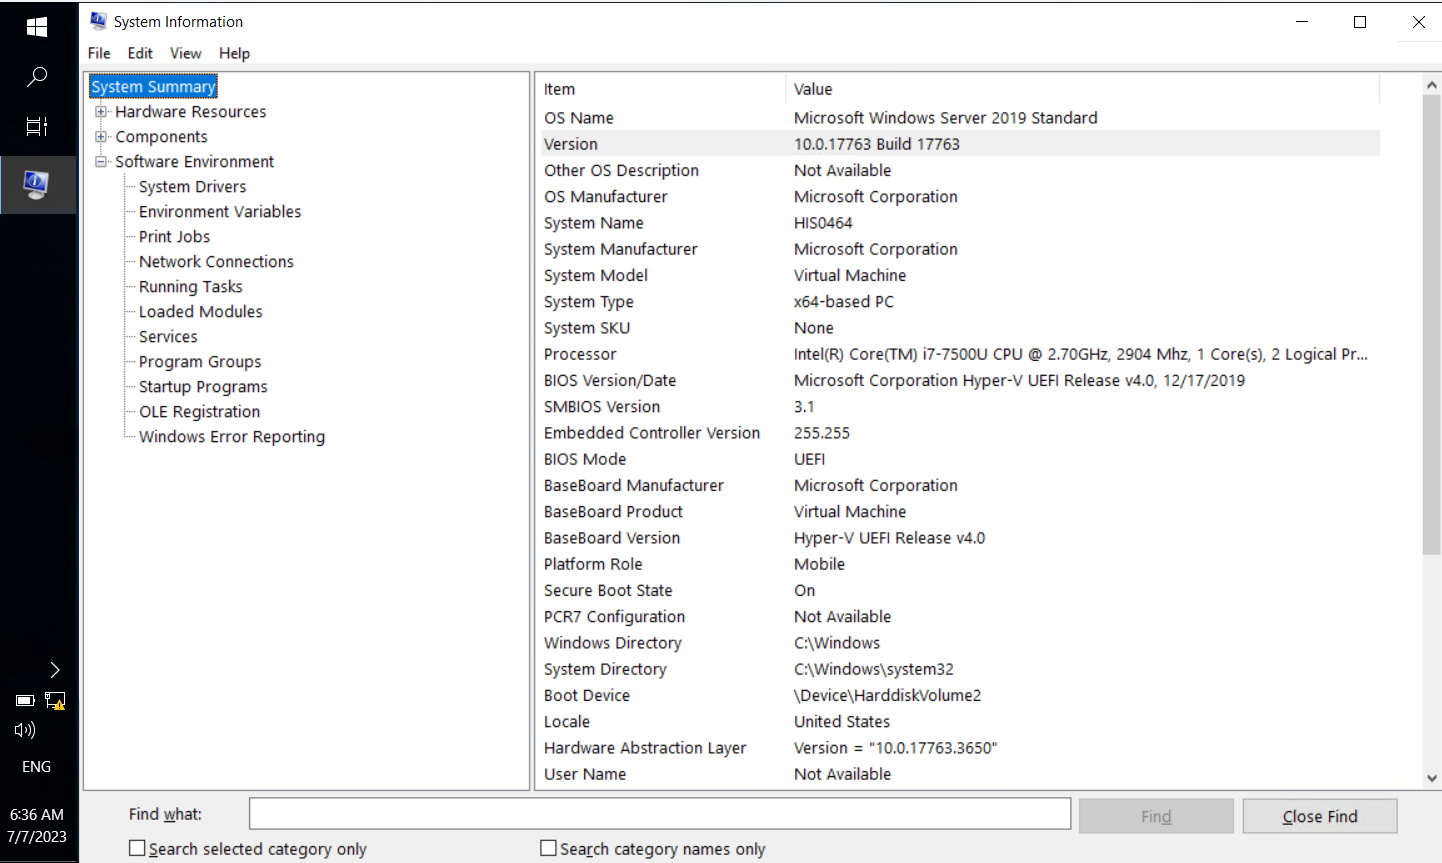 System Information
File Edit View Help
System Summary
Hardware Resources
Components
Software Environment
System Drivers
Environment Variables
Print Jobs
Network Connections
Running Tasks
Loaded Modules
Services
Program Groups
Startup Programs
OLE Registration
Windows Error Reporting
Item Value
OS Name Microsoft Windows Server 2019 Standard
Version 10.0.17763 Build 17763
Other OS Description Not Available
OS Manufacturer Microsoft Corporation
System Name HIS0464
System Manufacturer Microsoft Corporation
System Model Virtual Machine
System Type x64-based PC
System SKU None
Processor Intel(R) Core(TM) i7-7500U CPU @ 2.70GHz, 2904 Mhz, 1 Core(s), 2 Logical Pr...
BIOS Version/Date Microsoft Corporation Hyper-V UEFI Release v4.0, 12/17/2019
SMBIOS Version 3.1
Embedded Controller Version 255.255
BIOS Mode UEFI
BaseBoard Manufacturer Microsoft Corporation
BaseBoard Product Virtual Machine
BaseBoard Version Hyper-V UEFI Release v4.0
Platform Role Mobile
Secure Boot State On
PCR7 Configuration Not Available
Windows Directory C:\Windows
System Directory C:\Windows\system32
Boot Device \Device\HarddiskVolume2
Locale United States
Hardware Abstraction Layer Version = "10.0.17763.3650"
User Name Not Available
Find what: Find Close Find
Search selected category only Search category names only
ENG
6:36 AM
7/7/2023